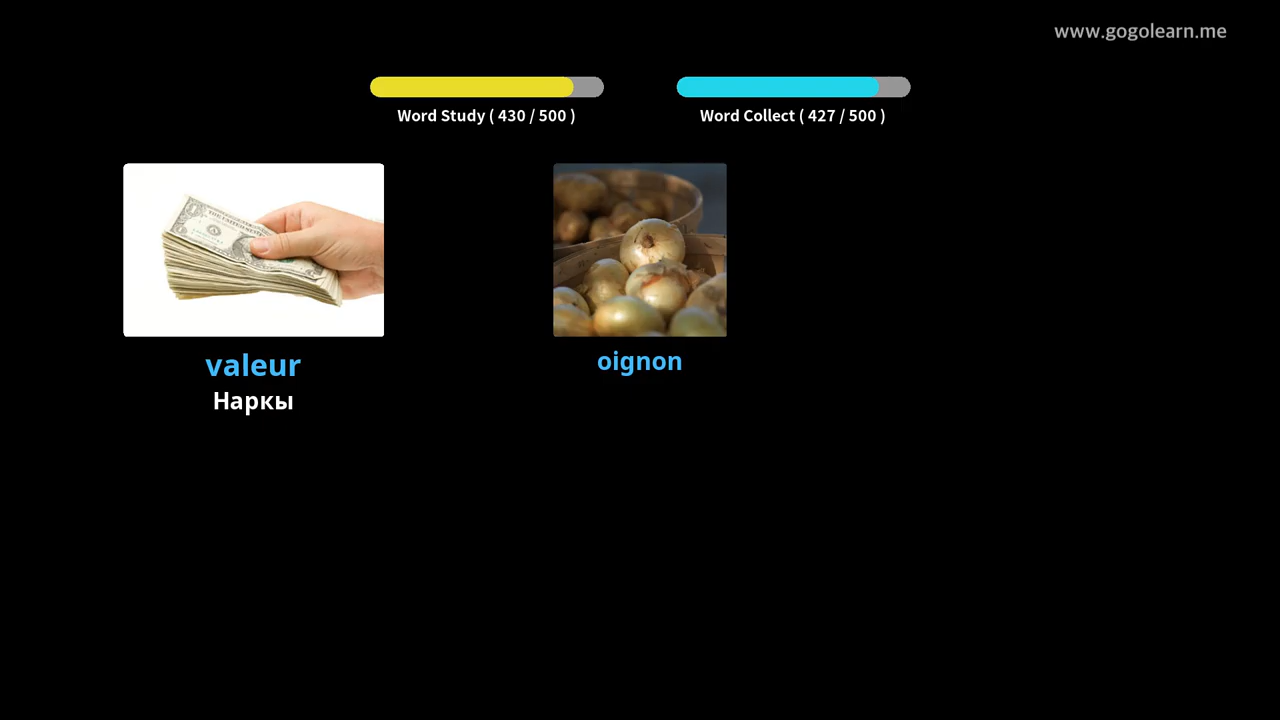 www.gogolearn.me
Word Study ( 430 / 500 )
Word Collect ( 427 / 500 )
valeur
Наркы
oignon